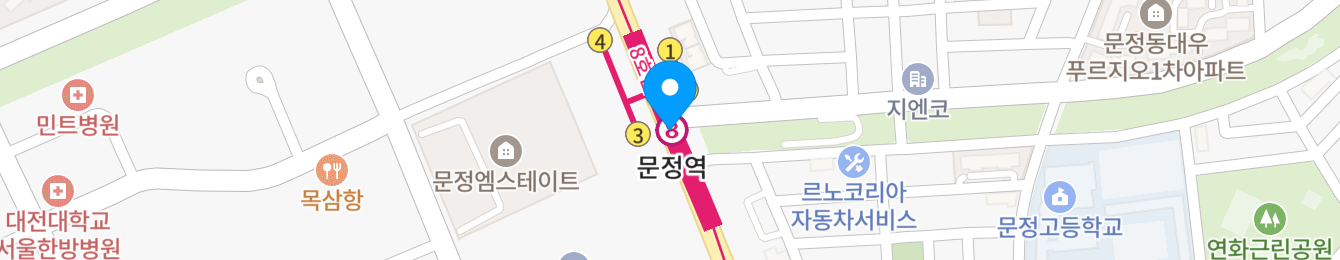 4
1
8호
문정동대우
푸르지오1차아파트
민트병원
지엔코
3
8
문정역
문정엠스테이트
목삼항
르노코리아
자동차서비스
대전대학교
서울한방병원
문정고등학교
연화근린공원